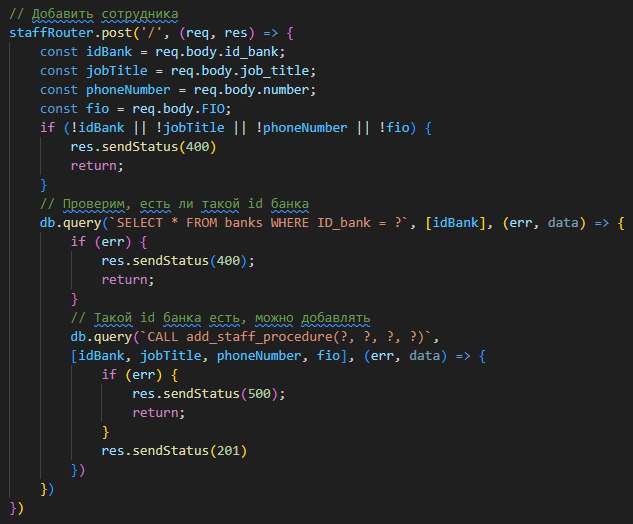 // Добавить сотрудника
staffRouter.post('/', (req, res) => {
    const idBank = req.body.id_bank;
    const jobTitle = req.body.job_title;
    const phoneNumber = req.body.number;
    const fio = req.body.FIO;
    if (!idBank || !jobTitle || !phoneNumber || !fio) {
        res.sendStatus(400)
        return;
    }
    // Проверим, есть ли такой id банка
    db.query(`SELECT * FROM banks WHERE ID_bank = ?`, [idBank], (err, data) => {
        if (err) {
            res.sendStatus(400);
            return;
        }
        // Такой id банка есть, можно добавлять
        db.query(`CALL add_staff_procedure(?, ?, ?, ?)`,
        [idBank, jobTitle, phoneNumber, fio], (err, data) => {
            if (err) {
                res.sendStatus(500);
                return;
            }
            res.sendStatus(201)
        })
    })
})